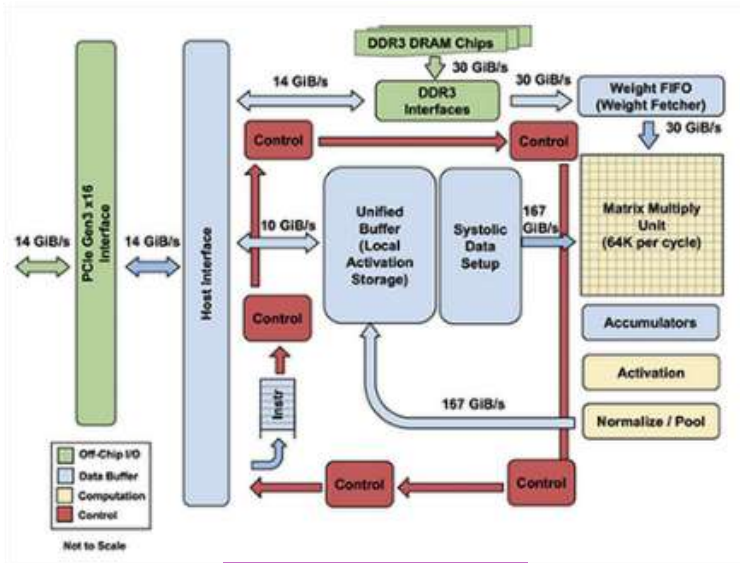 DDR3 DRAM Chips
30 GiB/s
14 GiB/s
DDR3
Interfaces
30 GiB/s
Weight FIFO
(Weight Fetcher)
30 GiB/s
Control
Control
PCIe Gen3 x16
Interface
14 GiB/s
14 GiB/s
Host Interface
10 GiB/s
Unified
Buffer
(Local
Activation
Storage)
Systolic
Data
Setup
167
GiB/s
Matrix Multiply
Unit
(64K per cycle)
Control
Accumulators
Activation
Instr
167 GiB/s
Normalize / Pool
Off-Chip I/O
Data Buffer
Computation
Control
Control
Control
Not to Scale